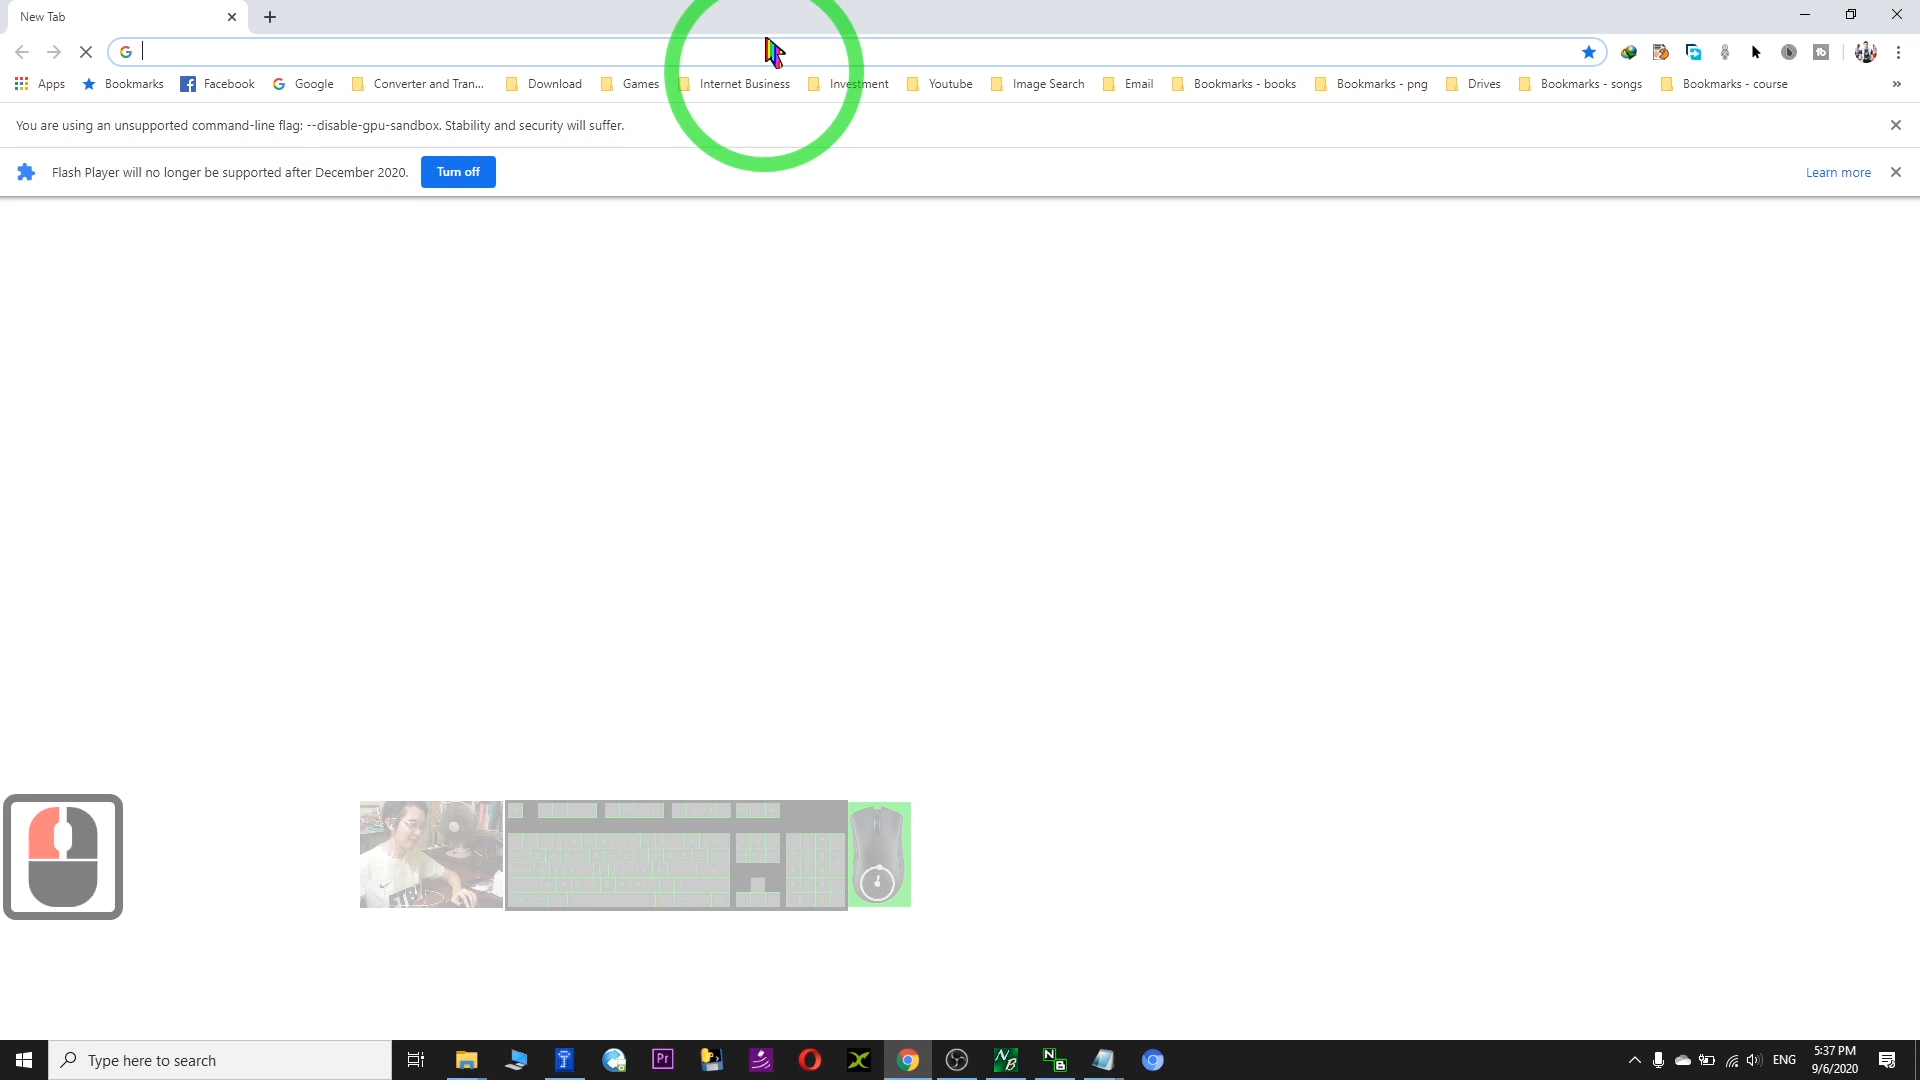 New Tab
Apps Bookmarks Facebook Google Converter and Tran... Download Games Internet Business Investment Youtube Image Search Email Bookmarks - books Bookmarks - png Drives Bookmarks - songs Bookmarks - course »
You are using an unsupported command-line flag: --disable-gpu-sandbox. Stability and security will suffer.
Flash Player will no longer be supported after December 2020. Turn off Learn more
Type here to search
Pr
ENG
5:37 PM
9/6/2020